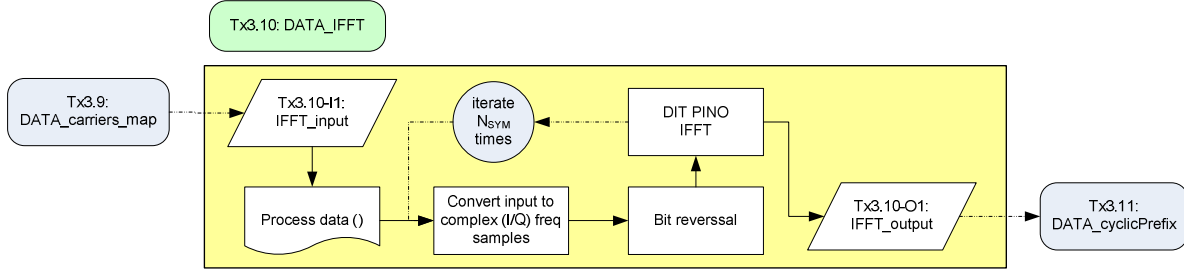 Tx3.10: DATA_IFFT
Tx3.9:
DATA_carriers_map
Tx3.10-I1:
IFFT_input
iterate
NSYM
times
DIT PINO
IFFT
Process data ()
Convert input to
complex (I/Q) freq
samples
Bit reverssal
Tx3.10-O1:
IFFT_output
Tx3.11:
DATA_cyclicPrefix